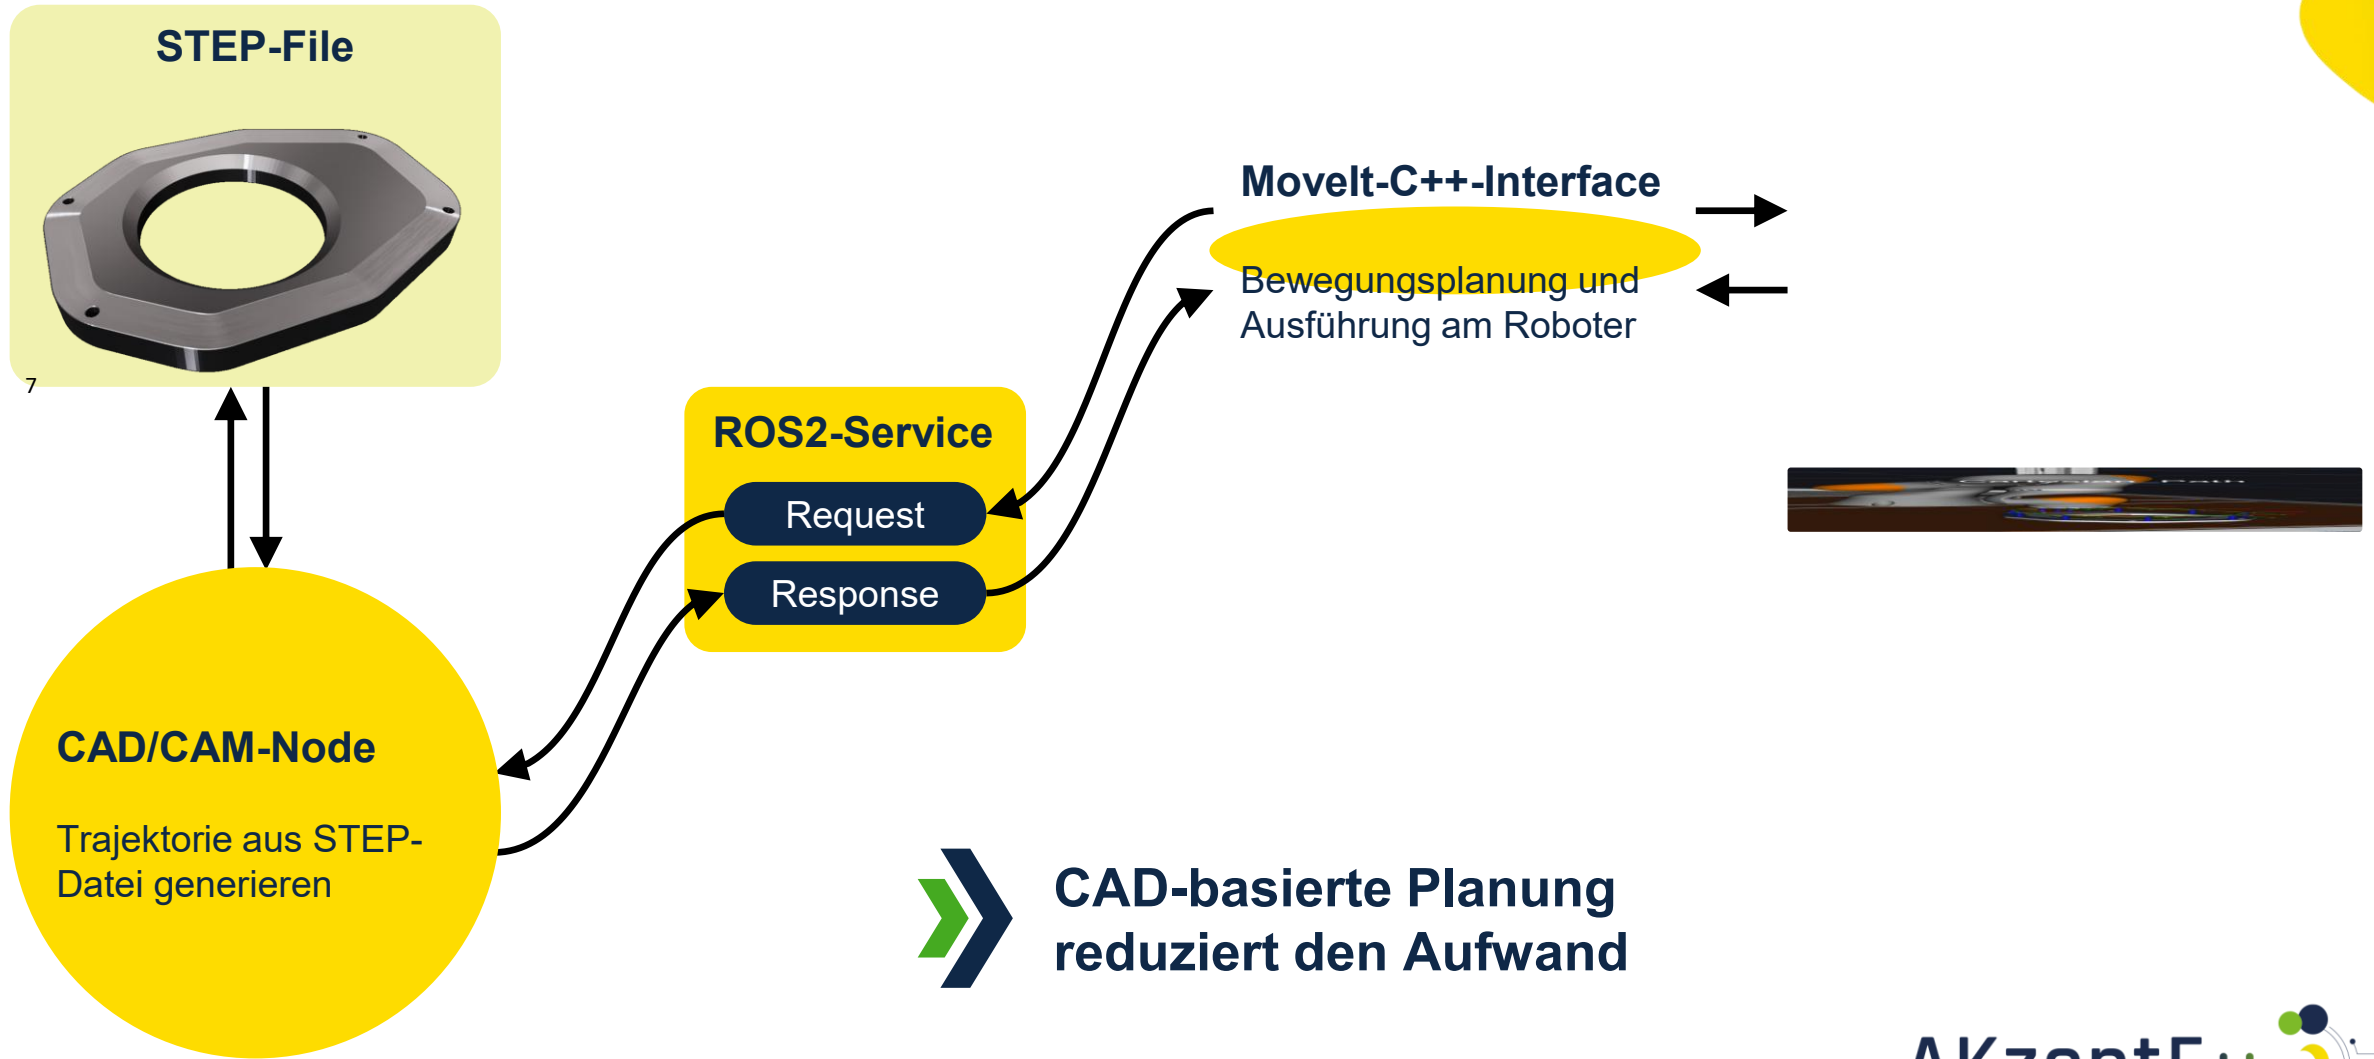 STEP-File
7
MoveIt-C++-Interface
Bewegungsplanung und
Ausführung am Roboter
ROS2-Service
Request
Response
CAD/CAM-Node
Trajektorie aus STEP-
Datei generieren
CAD-basierte Planung
reduziert den Aufwand